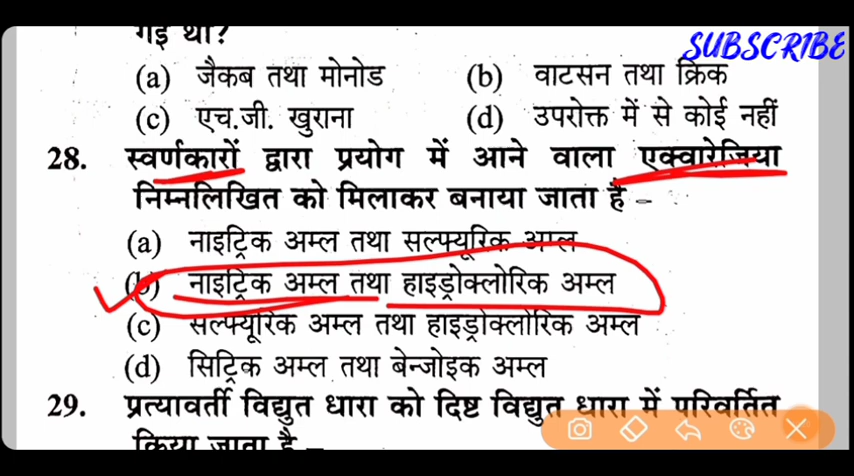 गई था?
SUBSCRIBE
(a) जैकब तथा मोनोड (b) वाटसन तथा क्रिक
(c) एच.जी. खुराना (d) उपरोक्त में से कोई नहीं
28. स्वर्णकारों द्वारा प्रयोग में आने वाला एक्वारेजिया
निम्नलिखित को मिलाकर बनाया जाता है –
(a) नाइट्रिक अम्ल तथा सल्फ्यूरिक अम्ल
(b) नाइट्रिक अम्ल तथा हाइड्रोक्लोरिक अम्ल
(c) सल्फ्यूरिक अम्ल तथा हाइड्रोक्लोरिक अम्ल
(d) सिट्रिक अम्ल तथा बेन्जोइक अम्ल
29. प्रत्यावर्ती विद्युत धारा को दिष्ट विद्युत धारा में परिवर्तित
किया जाता है –